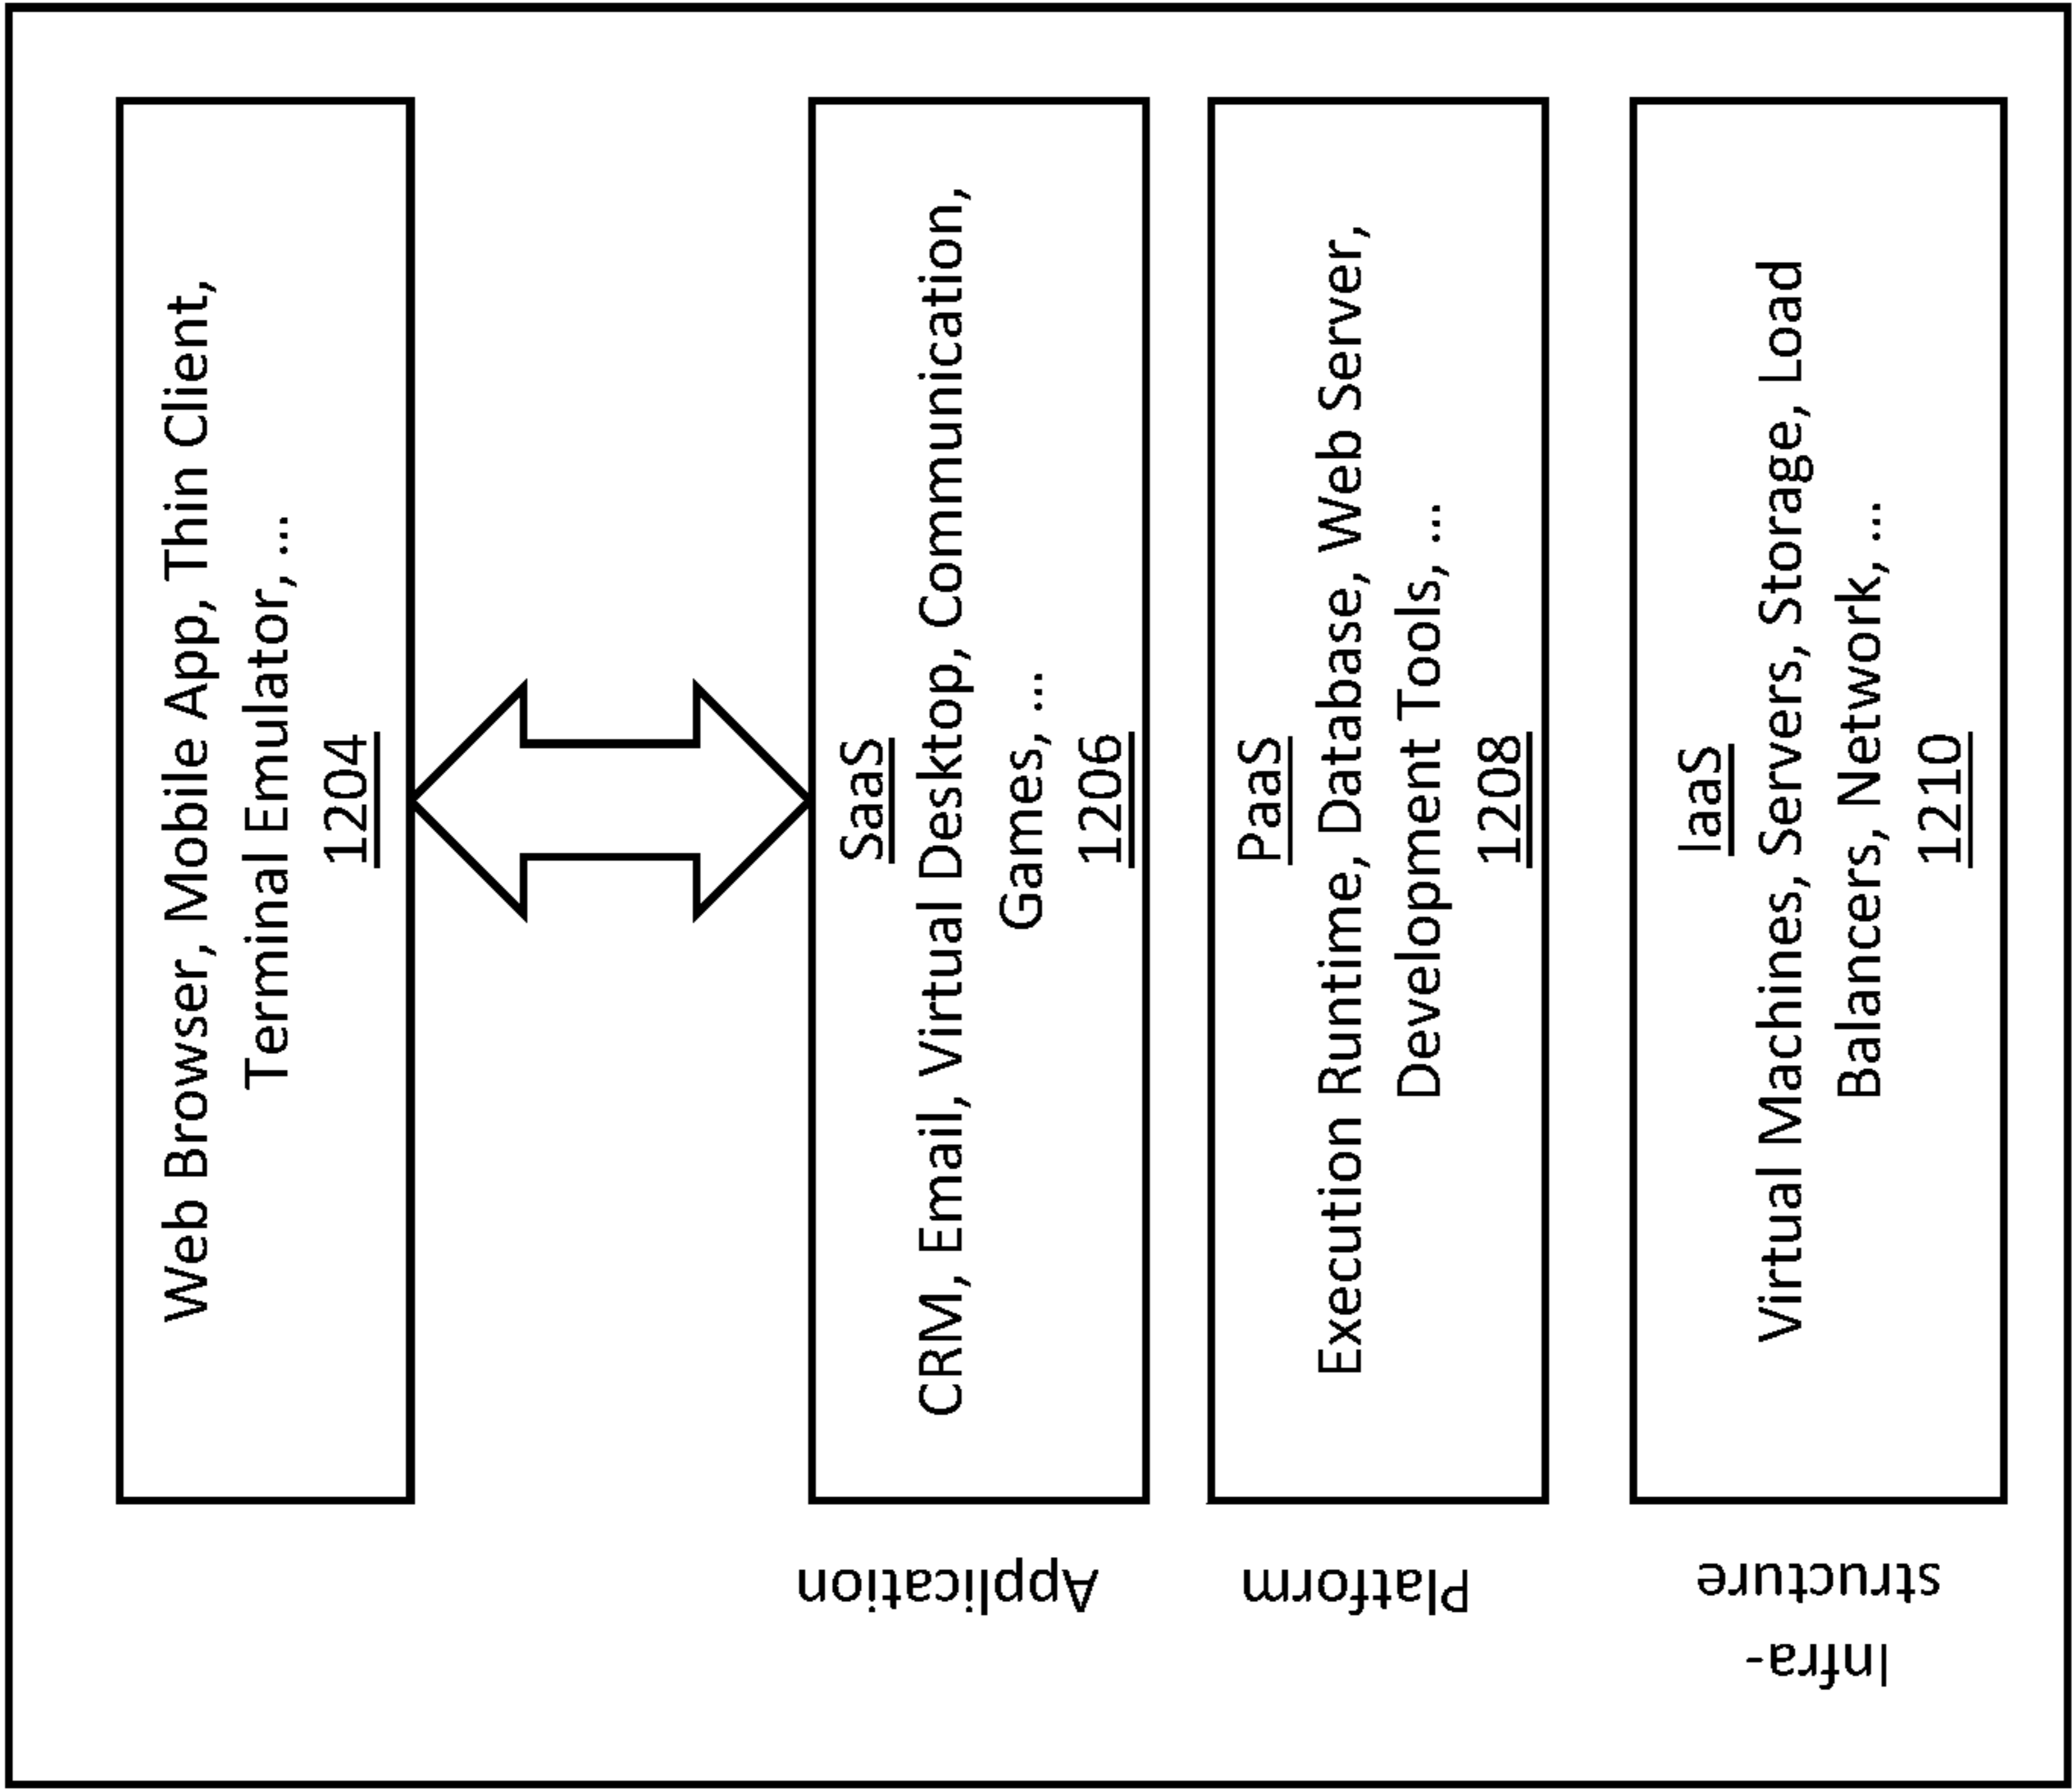 Web Browser, Mobile App, Thin Client,
Terminal Emulator, ...
1204
Application
SaaS
CRM, Email, Virtual Desktop, Communication,
Games, ...
1206
Platform
PaaS
Execution Runtime, Database, Web Server,
Development Tools, ...
1208
Infra-
structure
IaaS
Virtual Machines, Servers, Storage, Load
Balancers, Network, ...
1210